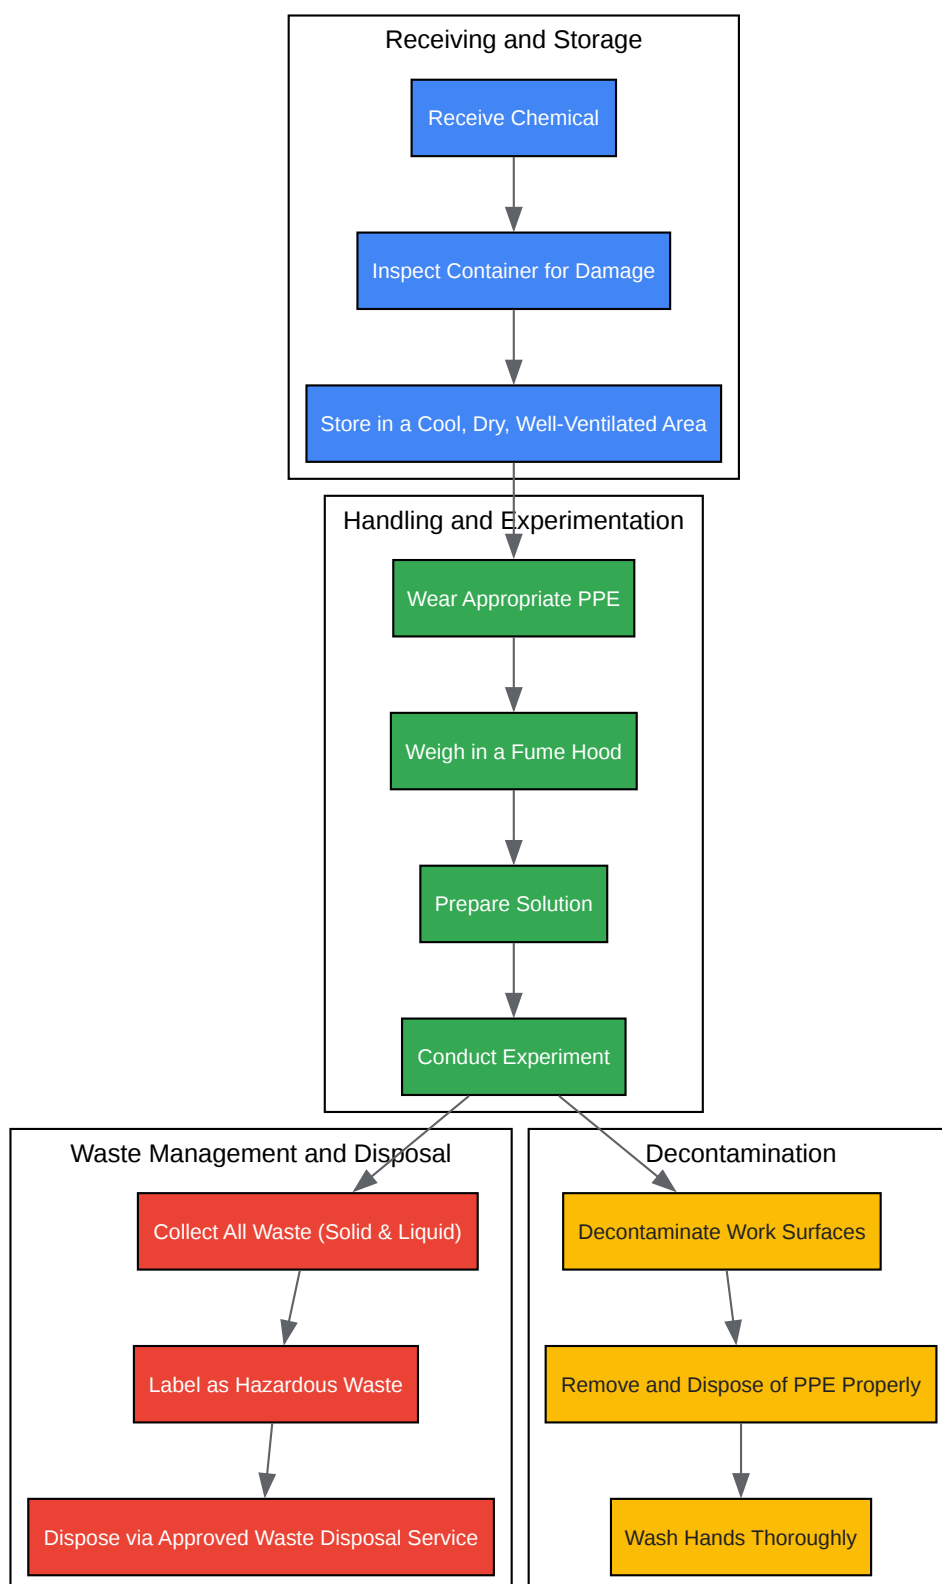 Receiving and Storage
Receive Chemical
Inspect Container for Damage
Store in a Cool, Dry, Well-Ventilated Area
Handling and Experimentation
Wear Appropriate PPE
Weigh in a Fume Hood
Prepare Solution
Conduct Experiment
Waste Management and Disposal
Collect All Waste (Solid & Liquid)
Label as Hazardous Waste
Dispose via Approved Waste Disposal Service
Decontamination
Decontaminate Work Surfaces
Remove and Dispose of PPE Properly
Wash Hands Thoroughly